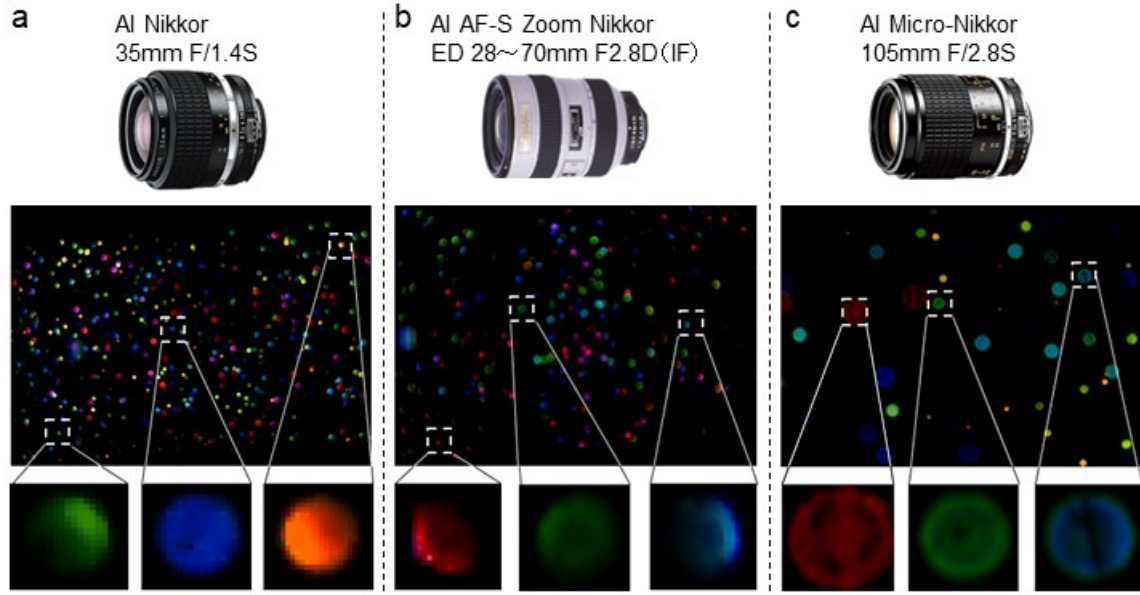 a
AI Nikkor
35mm F/1.4S
b
AI AF-S Zoom Nikkor
ED 28～70mm F2.8D(IF)
c
AI Micro-Nikkor
105mm F/2.8S